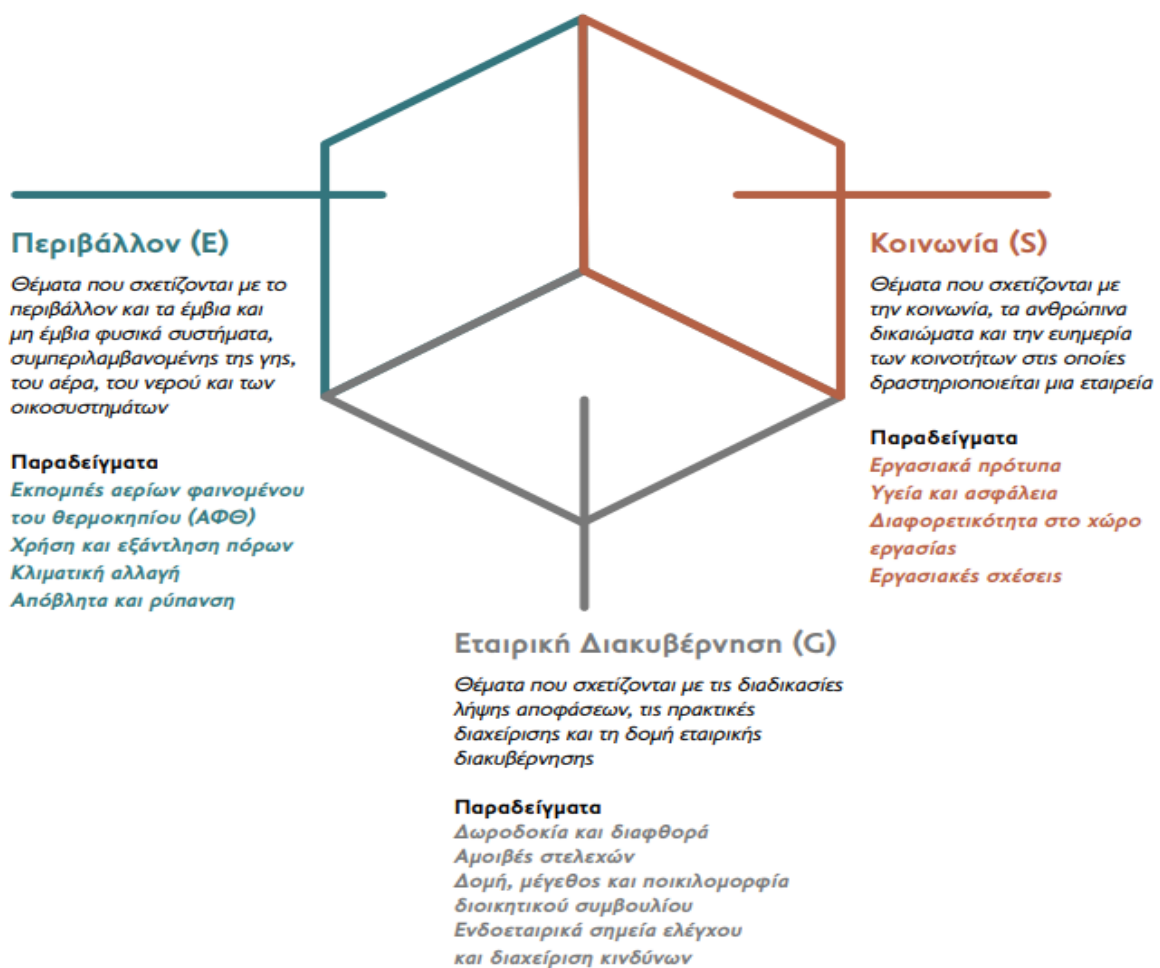 Περιβάλλον (E)
Θέματα που σχετίζονται με το
περιβάλλον και τα έμβια και
μη έμβια φυσικά συστήματα,
συμπεριλαμβανομένης της γης,
του αέρα, του νερού και των
οικοσυστημάτων
Παραδείγματα
Εκπομπές αερίων φαινομένου
του θερμοκηπίου (ΑΦΘ)
Χρήση και εξάντληση πόρων
Κλιματική αλλαγή
Απόβλητα και ρύπανση
Κοινωνία (S)
Θέματα που σχετίζονται με
την κοινωνία, τα ανθρώπινα
δικαιώματα και την ευημερία
των κοινοτήτων στις οποίες
δραστηριοποιείται μια εταιρεία
Παραδείγματα
Εργασιακά πρότυπα
Υγεία και ασφάλεια
Διαφορετικότητα στο χώρο
εργασίας
Εργασιακές σχέσεις
Εταιρική Διακυβέρνηση (G)
Θέματα που σχετίζονται με τις διαδικασίες
λήψης αποφάσεων, τις πρακτικές
διαχείρισης και τη δομή εταιρικής
διακυβέρνησης
Παραδείγματα
Δωροδοκία και διαφθορά
Αμοιβές στελεχών
Δομή, μέγεθος και ποικιλομορφία
διοικητικού συμβουλίου
Ενδοεταιρικά σημεία ελέγχου
και διαχείριση κινδύνων